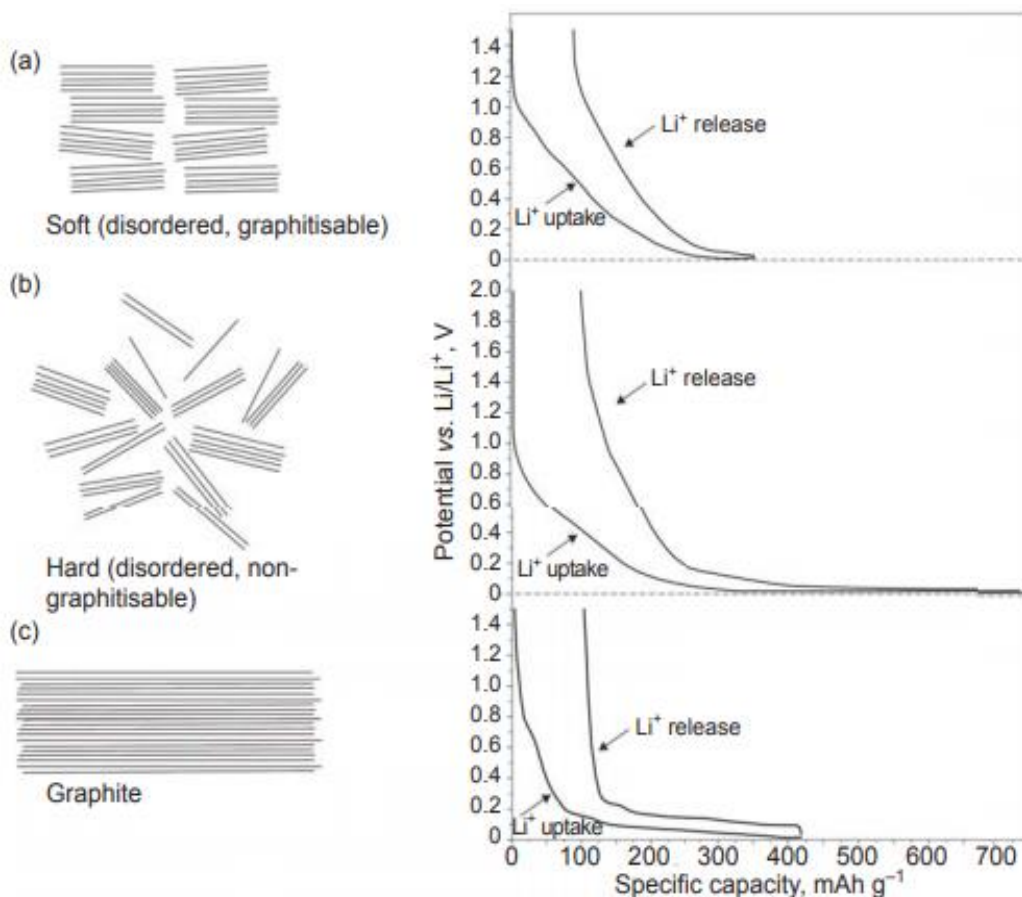 (a)
Soft (disordered, graphitisable)
1.4
1.2
1.0
0.8
0.6
0.4
0.2
0
Li⁺ release
Li⁺ uptake
(b)
Hard (disordered, non-
graphitisable)
Potential vs. Li/Li⁺, V
2.0
1.8
1.6
1.4
1.2
1.0
0.8
0.6
0.4
0.2
0
Li⁺ release
Li⁺ uptake
(c)
Graphite
1.4
1.2
1.0
0.8
0.6
0.4
0.2
0
Li⁺ release
Li⁺ uptake
0 100 200 300 400 500 600 700
Specific capacity, mAh g⁻¹